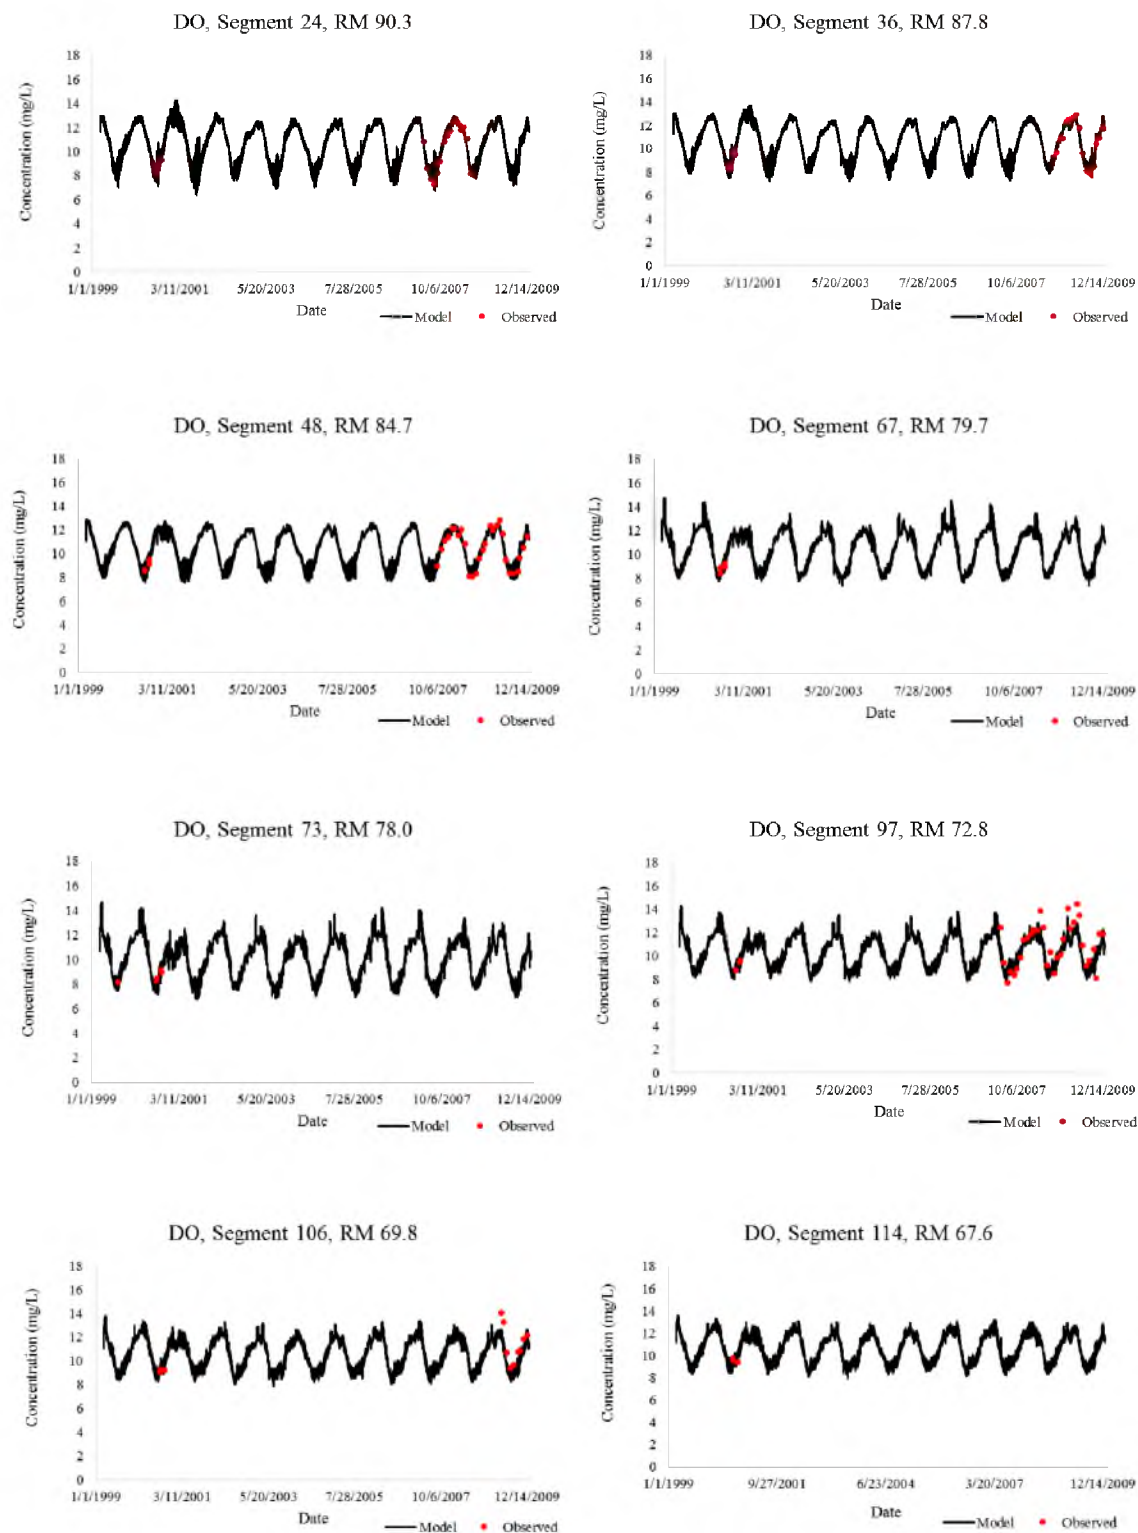 DO, Segment 24, RM 90.3
Concentration (mg/L)
18
16
14
12
10
8
6
4
2
0
1/1/1999 3/11/2001 5/20/2003 7/28/2005 10/6/2007 12/14/2009
Date
Model Observed
DO, Segment 36, RM 87.8
Concentration (mg/L)
18
16
14
12
10
8
6
4
2
0
1/1/1999 3/11/2001 5/20/2003 7/28/2005 10/6/2007 12/14/2009
Date
Model Observed
DO, Segment 48, RM 84.7
Concentration (mg/L)
18
16
14
12
10
8
6
4
2
0
1/1/1999 3/11/2001 5/20/2003 7/28/2005 10/6/2007 12/14/2009
Date
Model Observed
DO, Segment 67, RM 79.7
Concentration (mg/L)
18
16
14
12
10
8
6
4
2
0
1/1/1999 3/11/2001 5/20/2003 7/28/2005 10/6/2007 12/14/2009
Date
Model Observed
DO, Segment 73, RM 78.0
Concentration (mg/L)
18
16
14
12
10
8
6
4
2
0
1/1/1999 3/11/2001 5/20/2003 7/28/2005 10/6/2007 12/14/2009
Date
Model Observed
DO, Segment 97, RM 72.8
Concentration (mg/L)
18
16
14
12
10
8
6
4
2
0
1/1/1999 3/11/2001 5/20/2003 7/28/2005 10/6/2007 12/14/2009
Date
Model Observed
DO, Segment 106, RM 69.8
Concentration (mg/L)
18
16
14
12
10
8
6
4
2
0
1/1/1999 3/11/2001 5/20/2003 7/28/2005 10/6/2007 12/14/2009
Date
Model Observed
DO, Segment 114, RM 67.6
Concentration (mg/L)
18
16
14
12
10
8
6
4
2
0
1/1/1999 9/27/2001 6/23/2004 3/20/2007 12/14/2009
Date
Model Observed